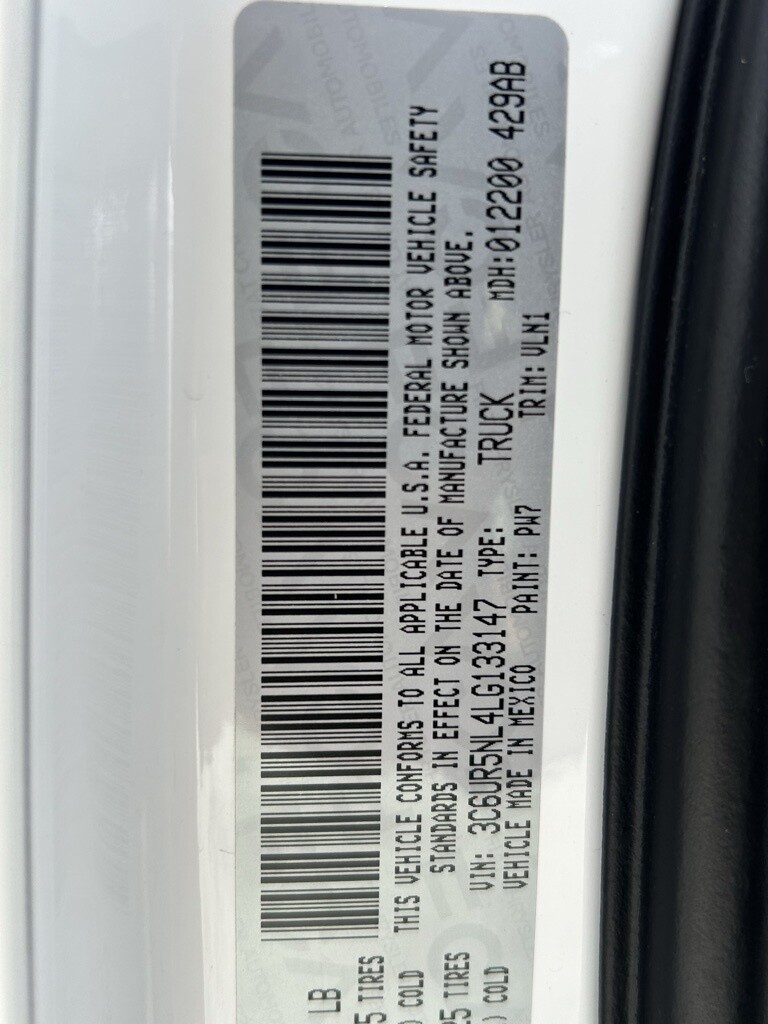 LB
5 TIRES
) COLD
25 TIRES
) COLD
THIS VEHICLE CONFORMS TO ALL APPLICABLE U.S.A. FEDERAL MOTOR VEHICLE SAFETY
STANDARDS IN EFFECT ON THE DATE OF MANUFACTURE SHOWN ABOVE.
VIN: 3C6UR5NL4LG133147 TYPE: TRUCK MDH:012200 429AB
VEHICLE MADE IN MEXICO PAINT: PW7 TRIM: VLN1